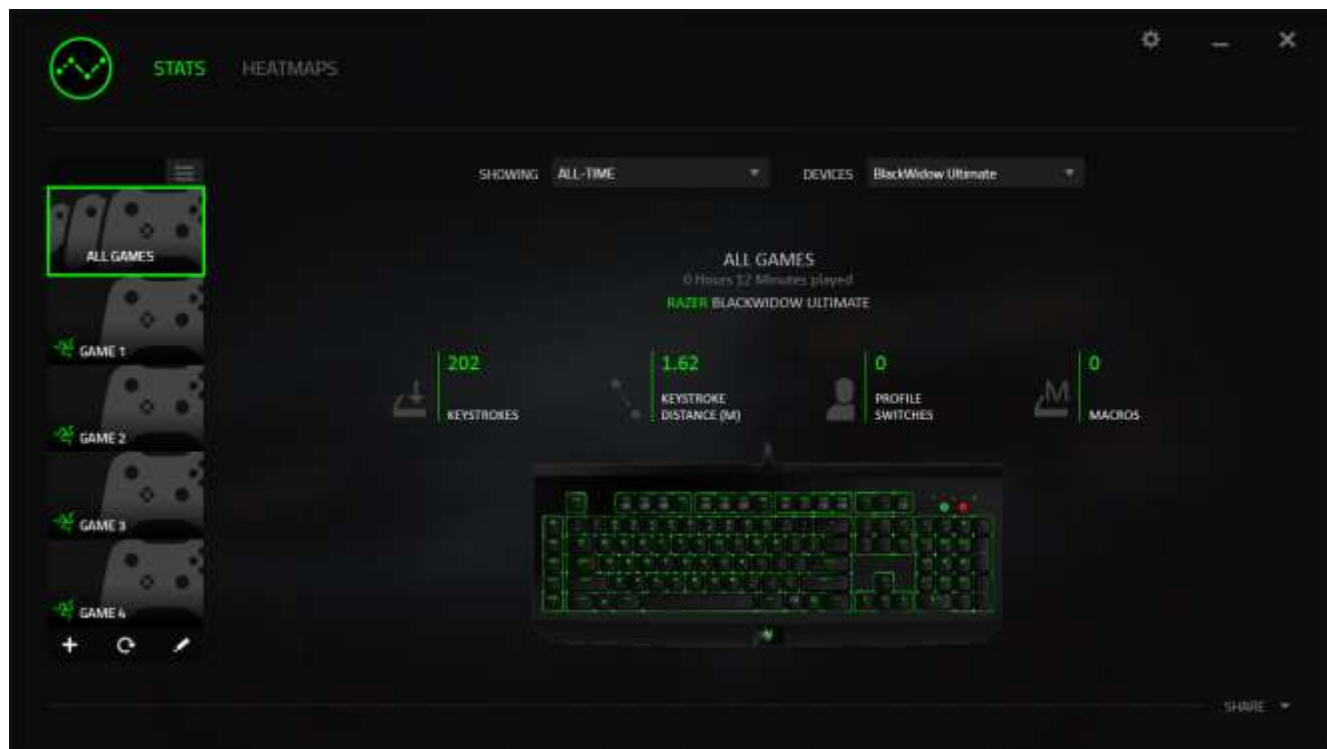 STATS HEATMAPS
SHOWING ALL-TIME DEVICES BlackWidow Ultimate
ALL GAMES
GAME 1
GAME 2
GAME 3
GAME 4
ALL GAMES
0 Hours 12 Minutes played
RAZER BLACKWIDOW ULTIMATE
202
KEYSTROKES
1.62
KEYSTROKE
DISTANCE (M)
0
PROFILE
SWITCHES
M
0
MACROS
SHARE